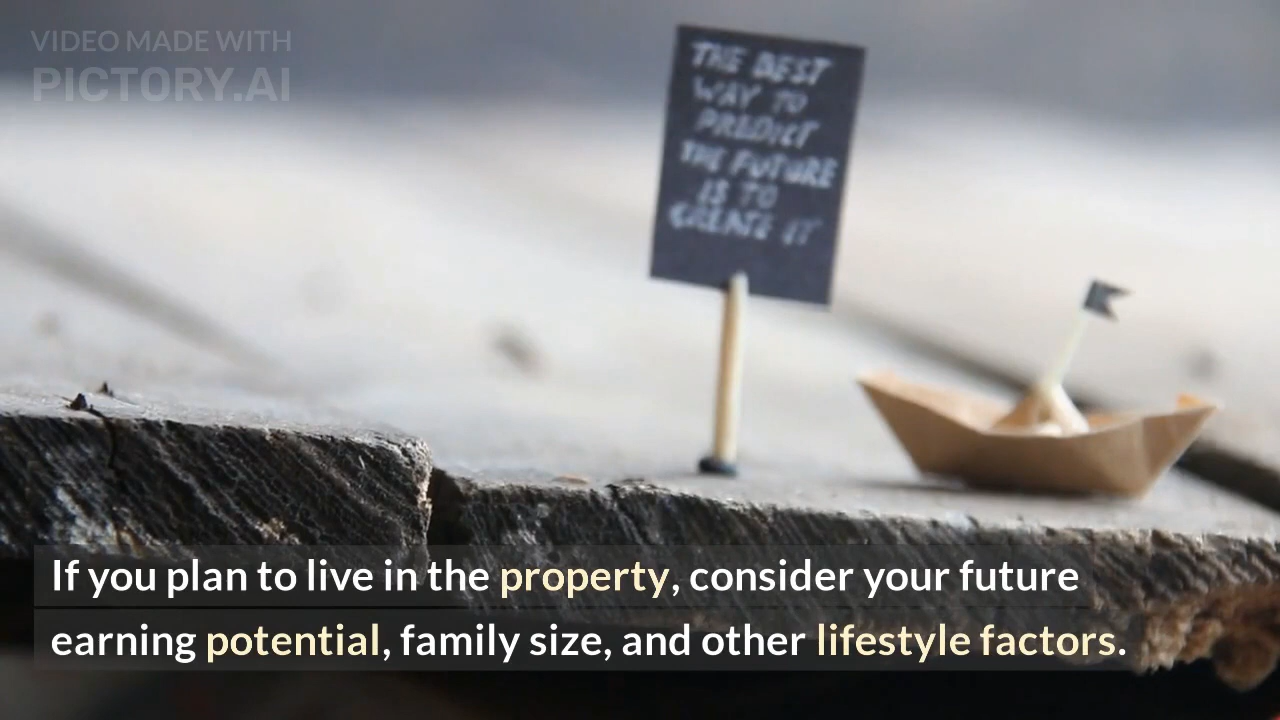 VIDEO MADE WITH
PICTORY.AI
THE BEST
WAY TO
PREDICT
THE FUTURE
IS TO
CREATE IT
If you plan to live in the property, consider your future
earning potential, family size, and other lifestyle factors.